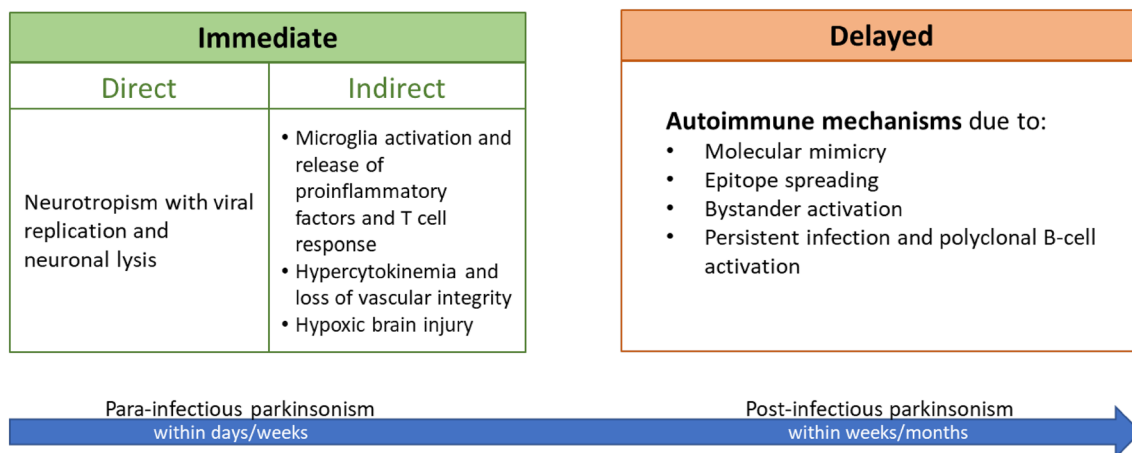 Immediate
Direct
Indirect
Neurotropism with viral
replication and
neuronal lysis
• Microglia activation and
release of
proinflammatory
factors and T cell
response
• Hypercytokinemia and
loss of vascular integrity
• Hypoxic brain injury
Delayed
Autoimmune mechanisms due to:
• Molecular mimicry
• Epitope spreading
• Bystander activation
• Persistent infection and polyclonal B-cell
activation
Para-infectious parkinsonism
within days/weeks
Post-infectious parkinsonism
within weeks/months